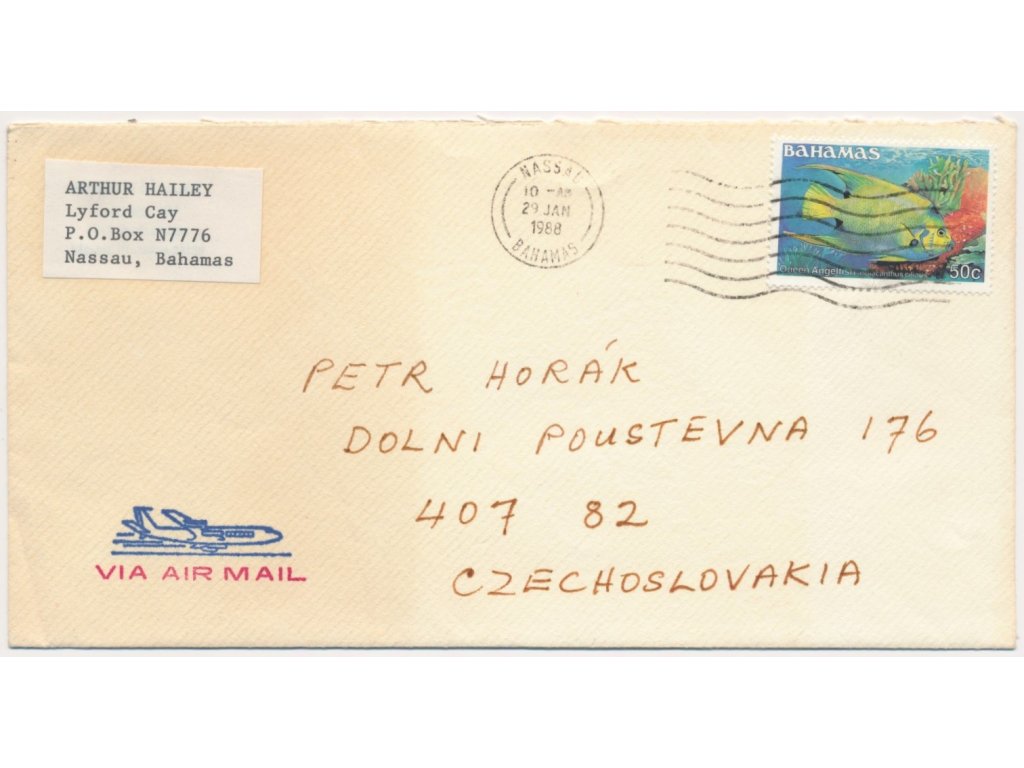 ARTHUR HAILEY
Lyford Cay
P.O.Box N7776
Nassau, Bahamas
NASSAU
10 -AM
29 JAN
1988
BAHAMAS
BAHAMAS
Queen Angelfish
50c
PETR HORÁK
DOLNI POUSTEVNA 176
407 82
CZECHOSLOVAKIA
VIA AIR MAIL